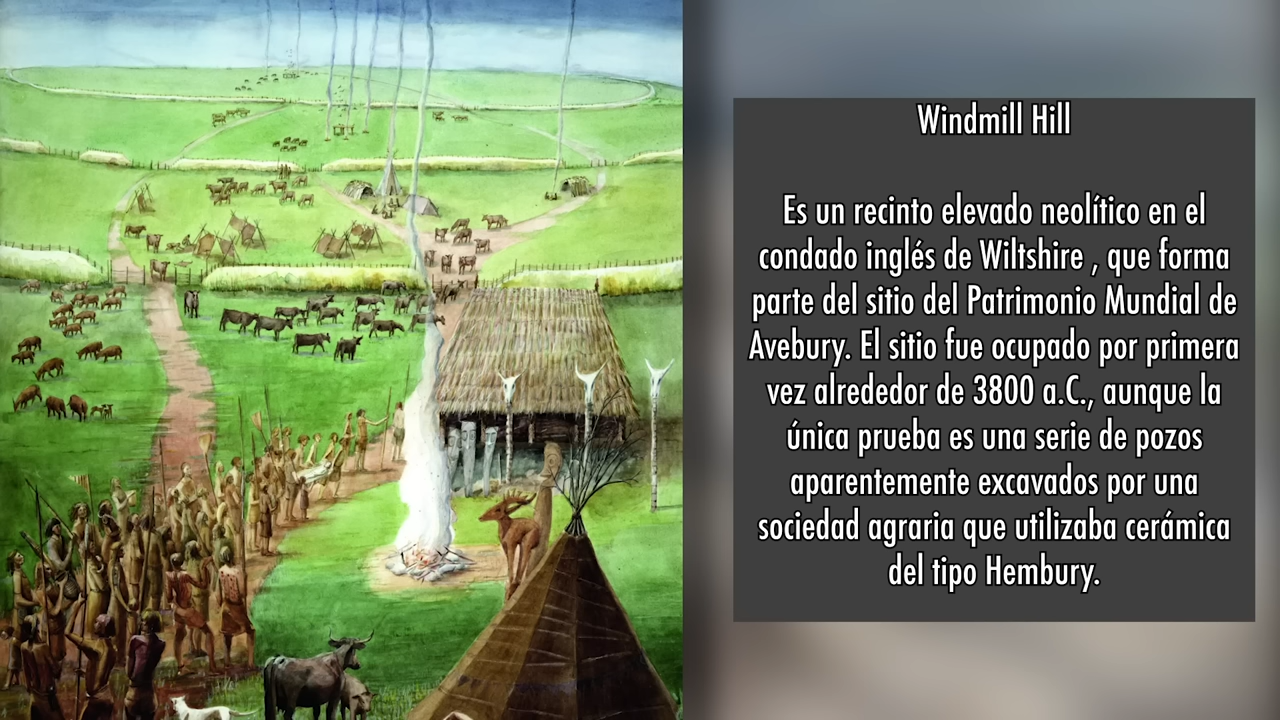 Windmill Hill
Es un recinto elevado neolítico en el
condado inglés de Wiltshire , que forma
parte del sitio del Patrimonio Mundial de
Avebury. El sitio fue ocupado por primera
vez alrededor de 3800 a.C., aunque la
única prueba es una serie de pozos
aparentemente excavados por una
sociedad agraria que utilizaba cerámica
del tipo Hembury.